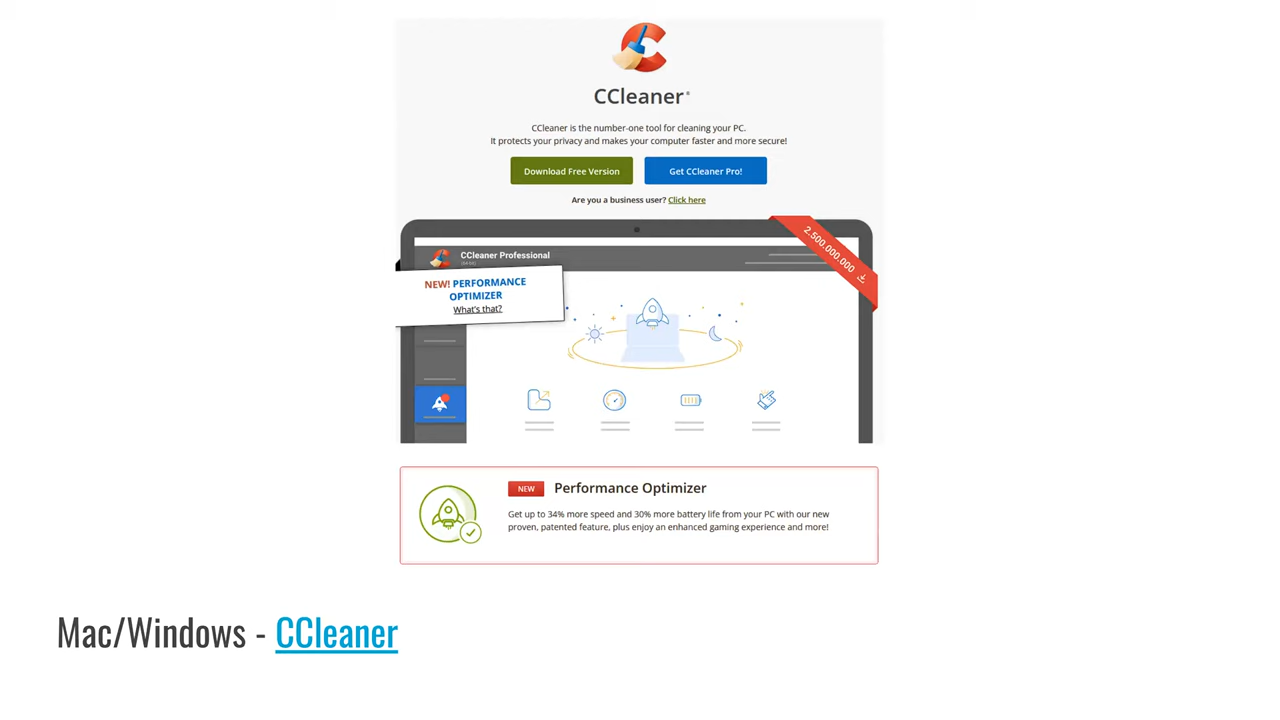 CCleaner®
CCleaner is the number-one tool for cleaning your PC.
It protects your privacy and makes your computer faster and more secure!
Download Free Version
Get CCleaner Pro!
Are you a business user? Click here
2.500.000.000
CCleaner Professional
(64-bit)
NEW! PERFORMANCE
OPTIMIZER
What's that?
NEW
Performance Optimizer
Get up to 34% more speed and 30% more battery life from your PC with our new
proven, patented feature, plus enjoy an enhanced gaming experience and more!
Mac/Windows - CCleaner